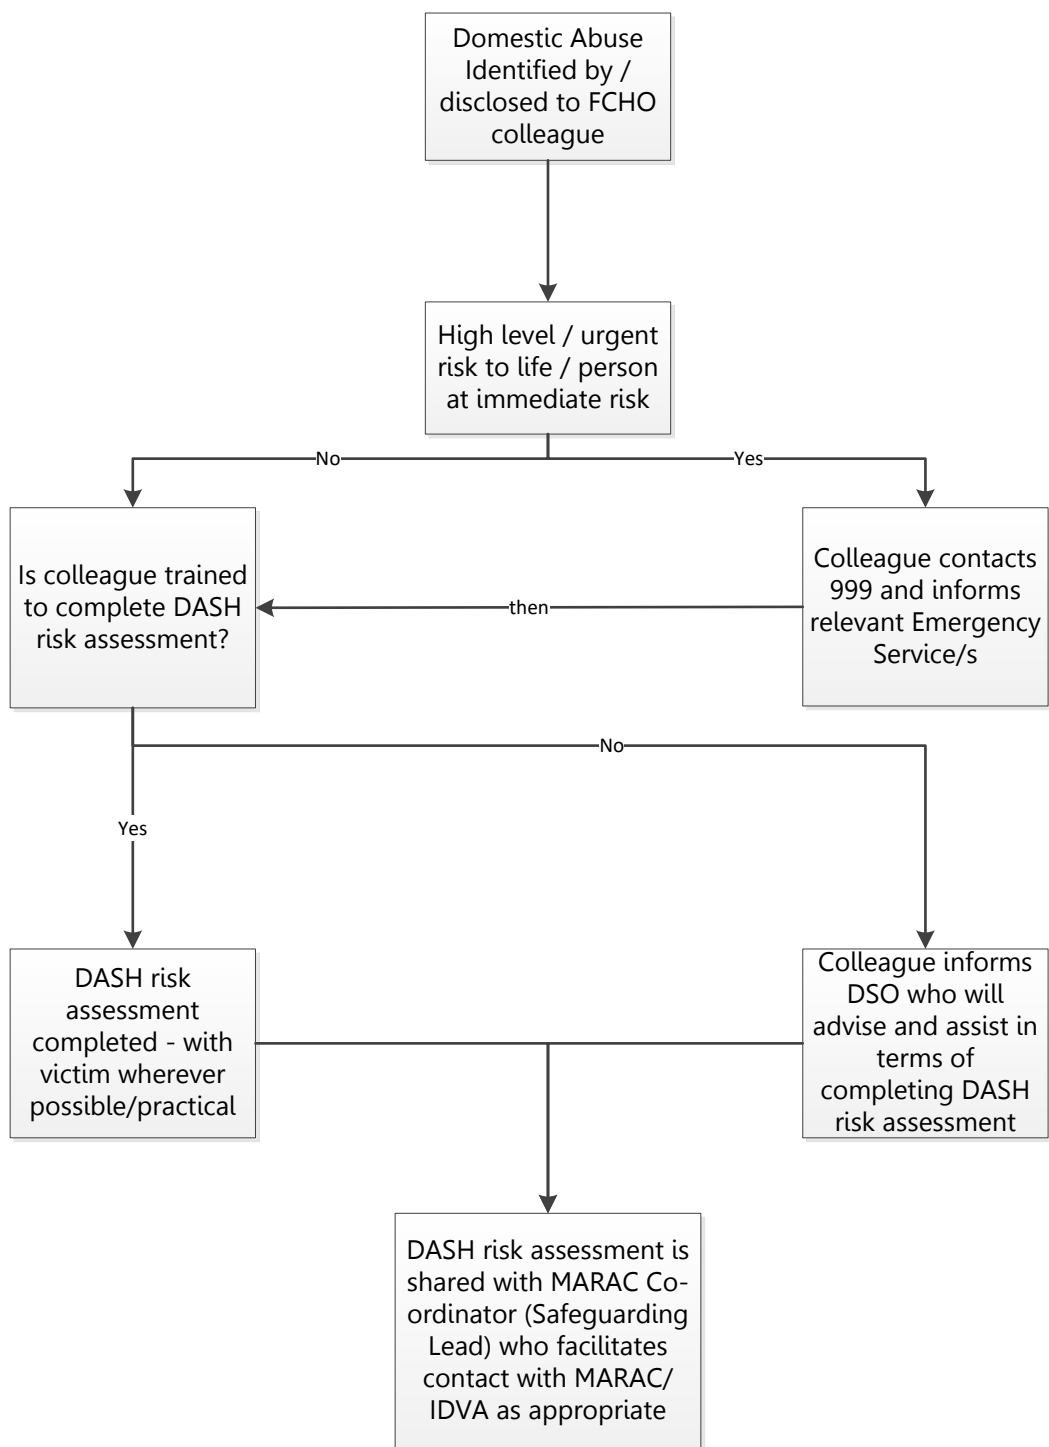 Domestic Abuse
Identified by /
disclosed to FCHO
colleague
High level / urgent
risk to life / person
at immediate risk
No
Yes
Is colleague trained
to complete DASH
risk assessment?
then
Colleague contacts
999 and informs
relevant Emergency
Service/s
No
Yes
DASH risk
assessment
completed - with
victim wherever
possible/practical
Colleague informs
DSO who will
advise and assist in
terms of
completing DASH
risk assessment
DASH risk assessment is
shared with MARAC Co-
ordinator (Safeguarding
Lead) who facilitates
contact with MARAC/
IDVA as appropriate